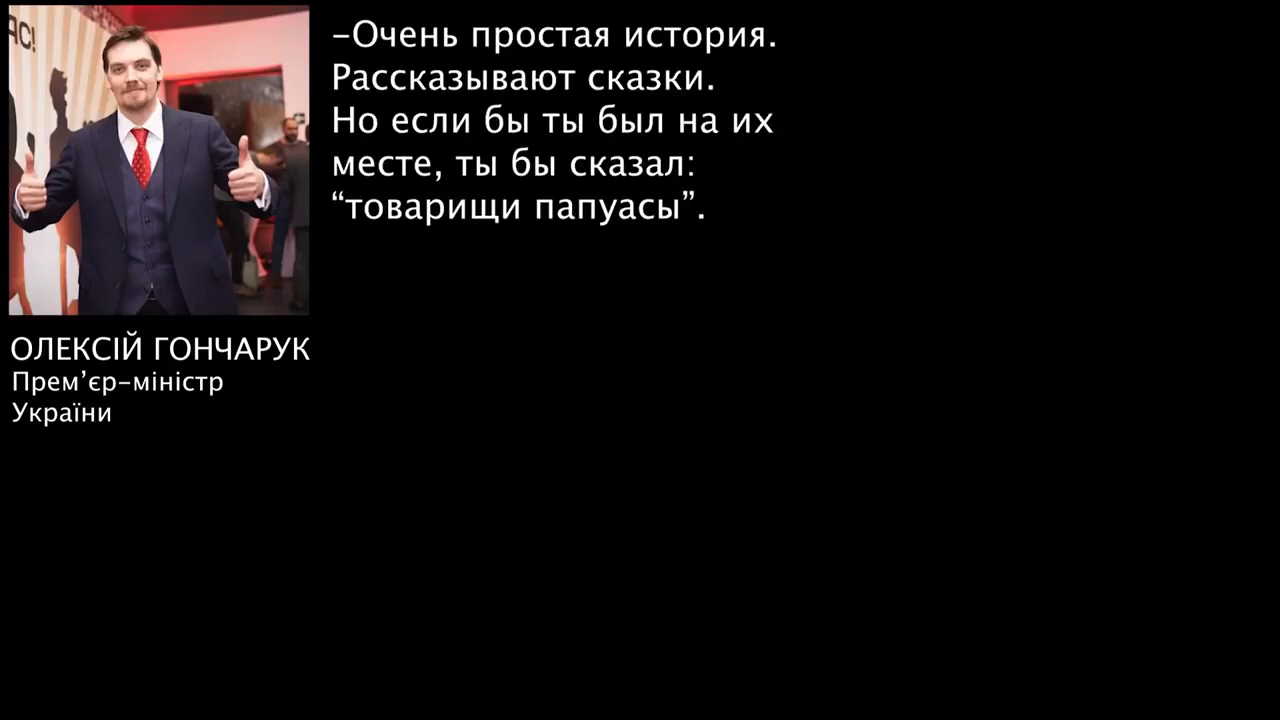 АС!
–Очень простая история.
Рассказывают сказки.
Но если бы ты был на их
месте, ты бы сказал:
“товарищи папуасы”.
ОЛЕКСІЙ ГОНЧАРУК
Прем’єр–міністр
України